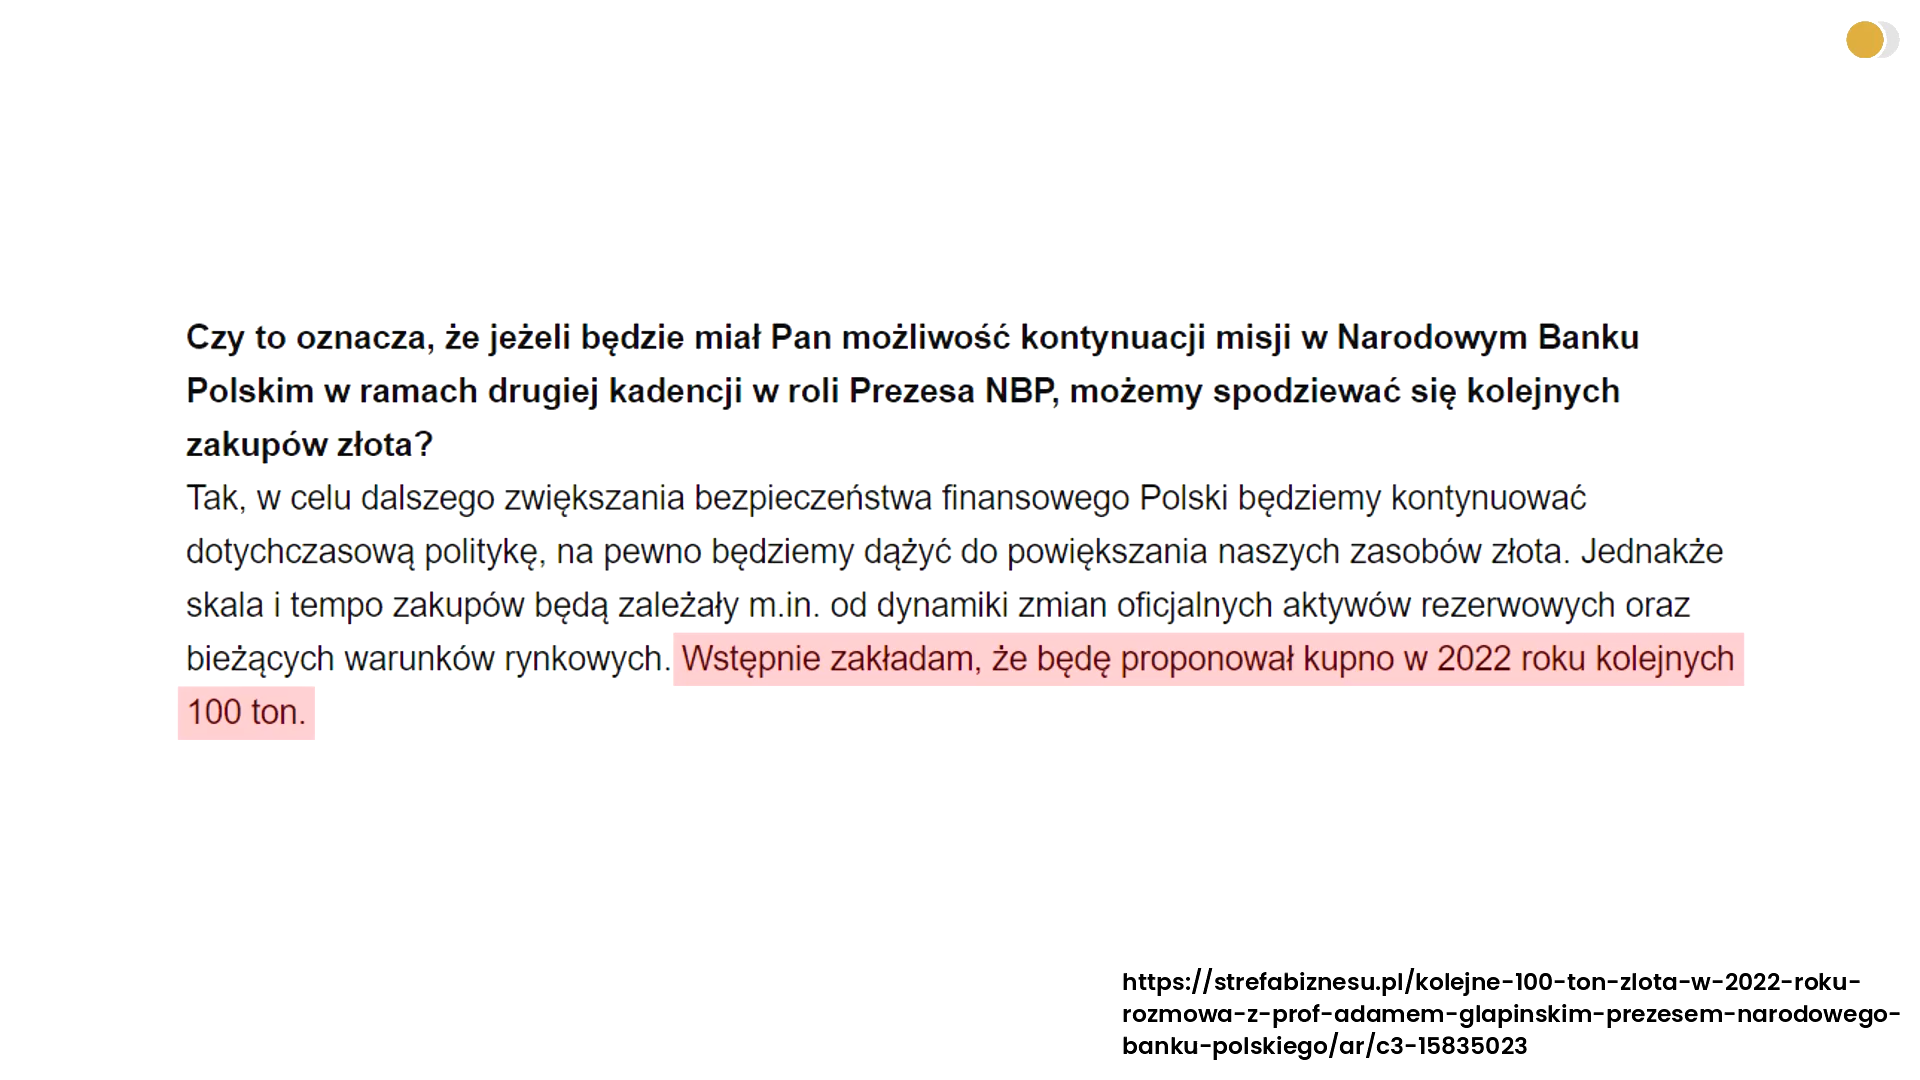 Czy to oznacza, że jeżeli będzie miał Pan możliwość kontynuacji misji w Narodowym Banku
Polskim w ramach drugiej kadencji w roli Prezesa NBP, możemy spodziewać się kolejnych
zakupów złota?
Tak, w celu dalszego zwiększania bezpieczeństwa finansowego Polski będziemy kontynuować
dotychczasową politykę, na pewno będziemy dążyć do powiększania naszych zasobów złota. Jednakże
skala i tempo zakupów będą zależały m.in. od dynamiki zmian oficjalnych aktywów rezerwowych oraz
bieżących warunków rynkowych. Wstępnie zakładam, że będę proponował kupno w 2022 roku kolejnych
100 ton.
https://strefabiznesu.pl/kolejne-100-ton-zlota-w-2022-roku-
rozmowa-z-prof-adamem-glapinskim-prezesem-narodowego-
banku-polskiego/ar/c3-15835023